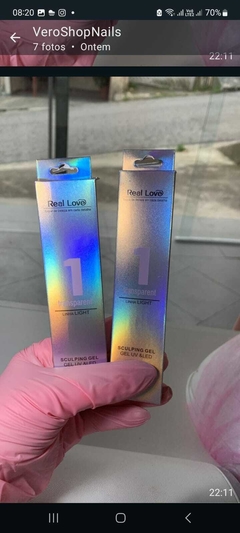 08:20
70%
VeroShopNails
7 fotos • Ontem
22:11
Real Love
1
LIGHT
SCULPING GEL
GEL UV &LED
Real Love
1
Transparent
LIGHT
SCULPING GEL
GEL UV &LED
22:11